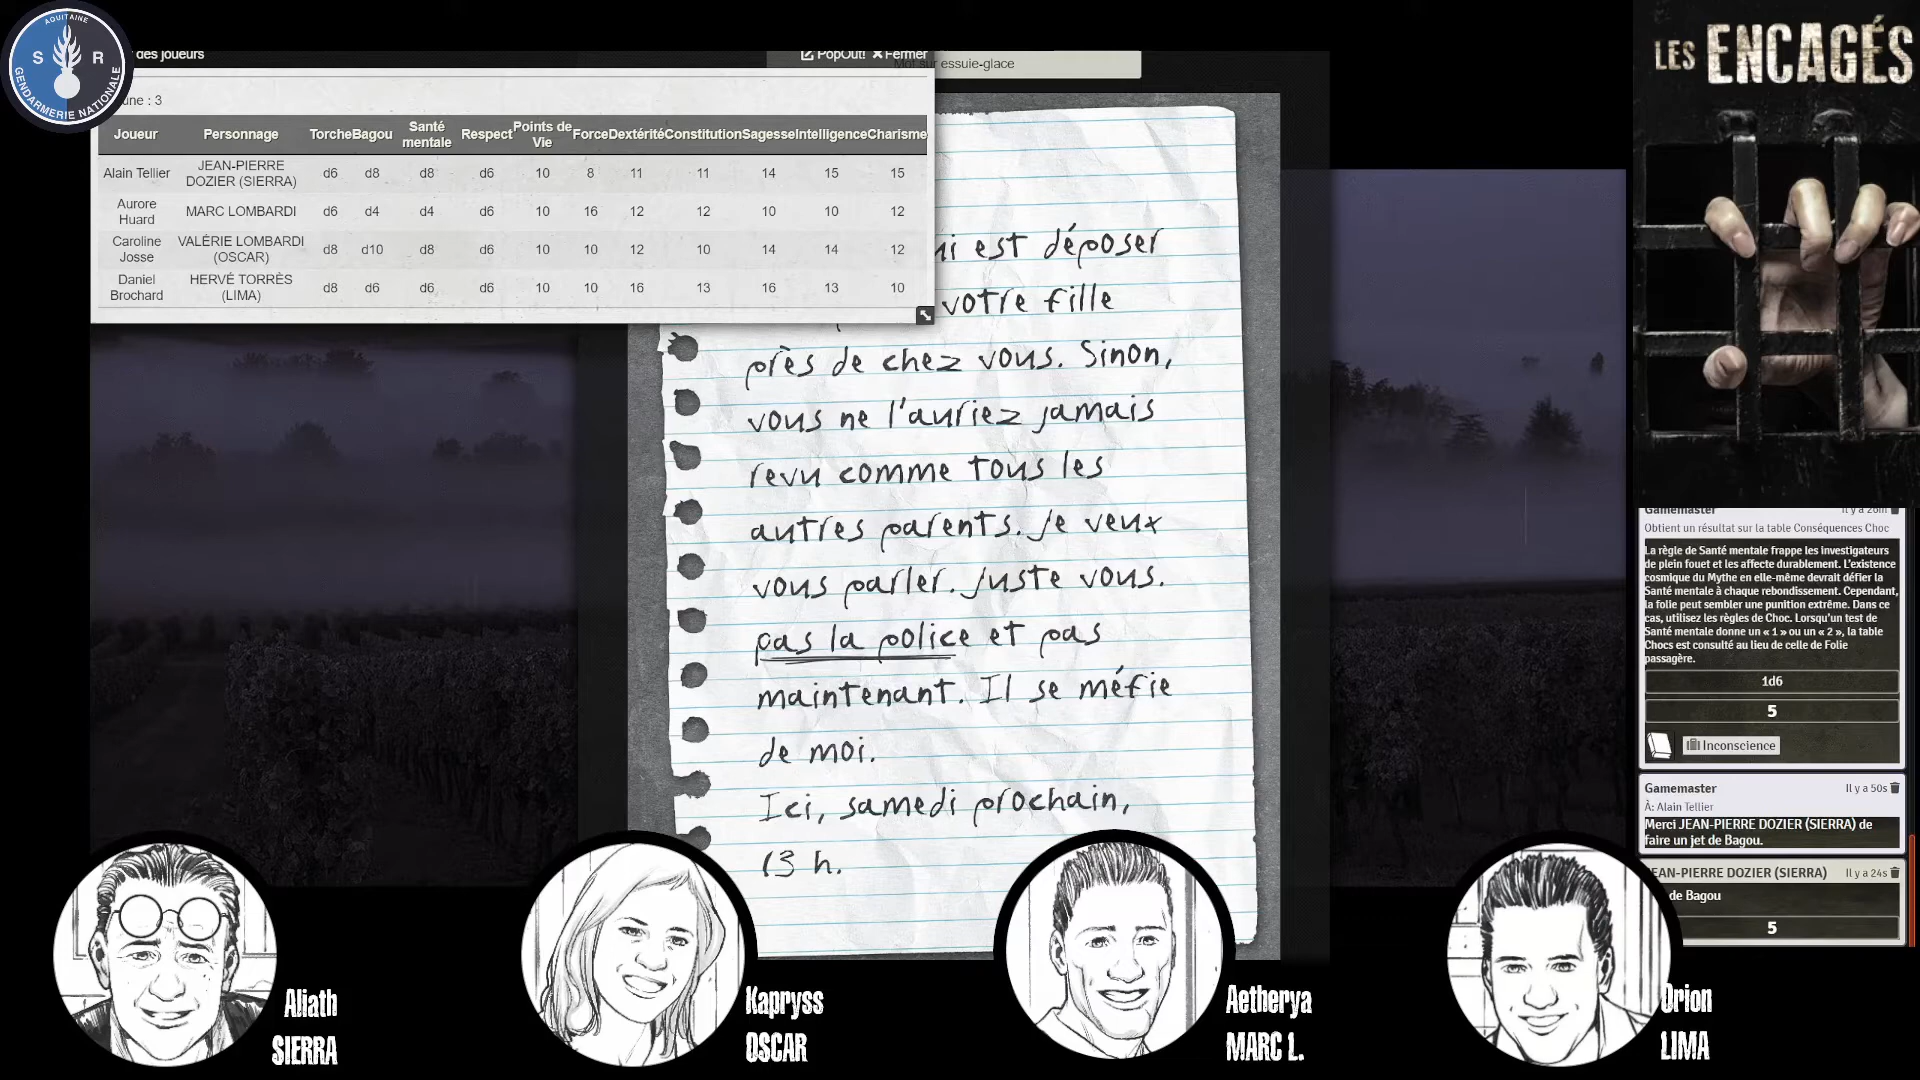 AQUITAINE
S R
GENDARMERIE NATIONALE
des joueurs
PopOut! Fermer
sur essuie-glace
une : 3
Joueur Personnage Torche Bagou Santé mentale Respect Points de Vie Force Dextérité Constitution Sagesse Intelligence Charisme
Alain Tellier JEAN-PIERRE DOZIER (SIERRA) d6 d8 d8 d6 10 8 11 11 14 15 15
Aurore Huard MARC LOMBARDI d6 d4 d4 d6 10 16 12 12 10 10 12
Caroline Josse VALÉRIE LOMBARDI (OSCAR) d8 d10 d8 d6 10 10 12 10 14 14 12
Daniel Brochard HERVÉ TORRÈS (LIMA) d8 d6 d6 d6 10 10 16 13 16 13 10
est déposer
votre fille
près de chez vous. Sinon,
vous ne l'auriez jamais
revu comme tous les
autres parents. Je veux
vous parler. Juste vous.
pas la police et pas
maintenant. Il se méfie
de moi.
Ici, samedi prochain,
13 h.
LES ENCAGÉS
Gamemaster Il y a 26m
Obtient un résultat sur la table Conséquences Choc
La règle de Santé mentale frappe les investigateurs
de plein fouet et les affecte durablement. L'existence
cosmique du Mythe en elle-même devrait défier la
Santé mentale à chaque rebondissement. Cependant,
la folie peut sembler une punition extrême. Dans ce
cas, utilisez les règles de Choc. Lorsqu'un test de
Santé mentale donne un « 1 » ou un « 2 », la table
Chocs est consulté au lieu de celle de Folie
passagère.
1d6
5
Inconscience
Gamemaster Il y a 50s
À: Alain Tellier
Merci JEAN-PIERRE DOZIER (SIERRA) de
faire un jet de Bagou.
EAN-PIERRE DOZIER (SIERRA) Il y a 24s
de Bagou
5
Aliath
SIERRA
Kapryss
OSCAR
Aetherya
MARC L.
Orion
LIMA